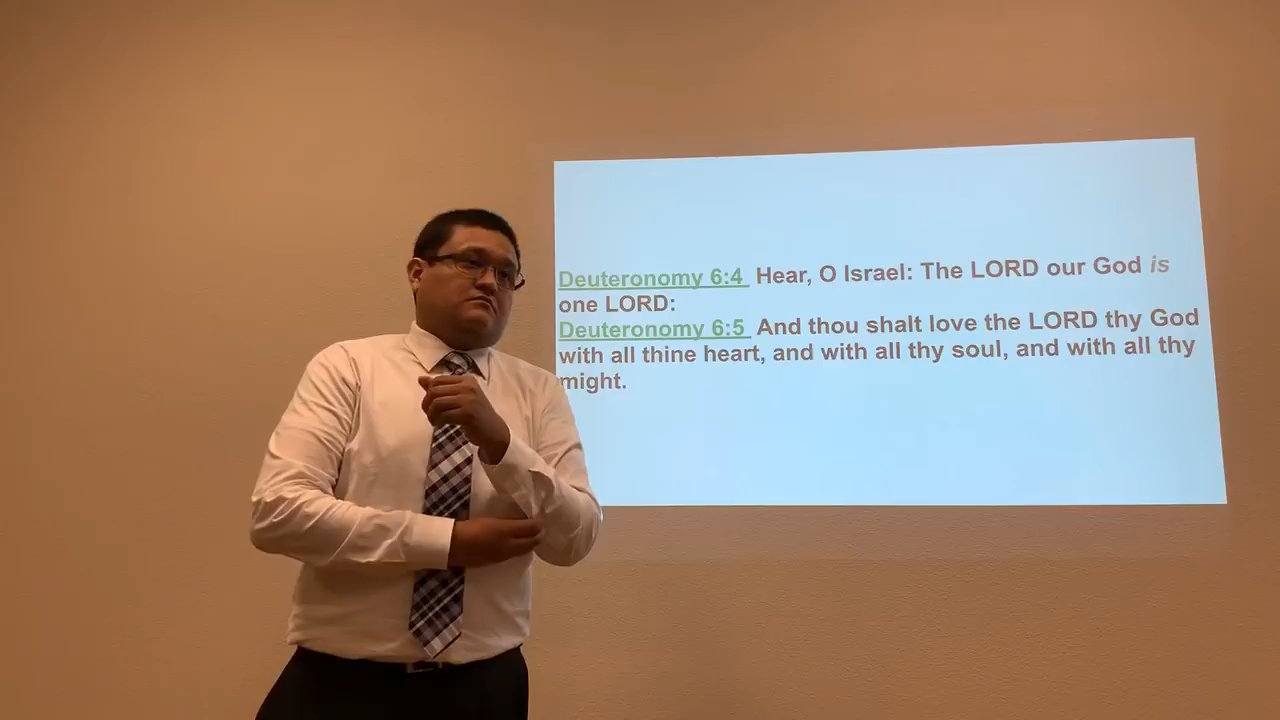 Deuteronomy 6:4 Hear, O Israel: The LORD our God is
one LORD:
Deuteronomy 6:5 And thou shalt love the LORD thy God
with all thine heart, and with all thy soul, and with all thy
might.